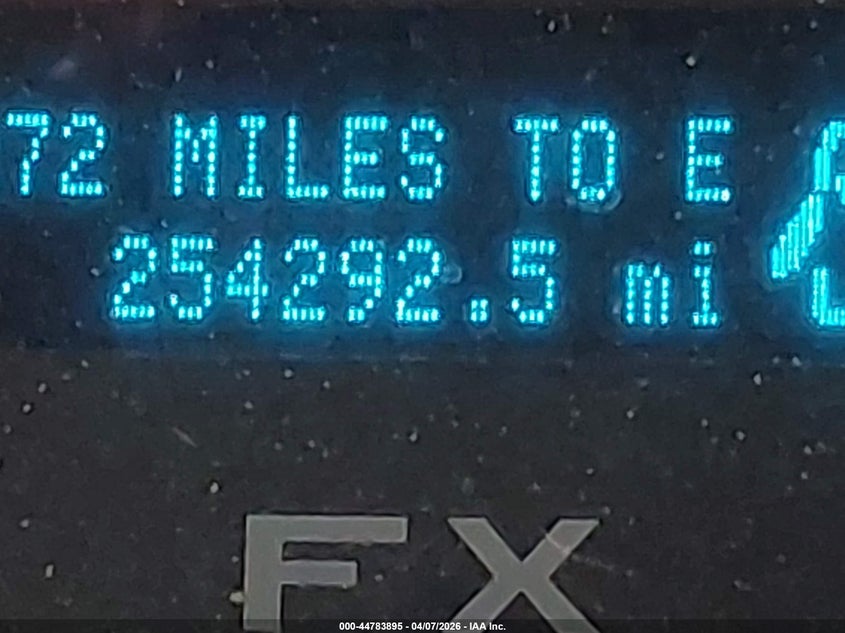 72 MILES TO E
254292.5 mi
FX
000-44783895 - 04/07/2026 - IAA Inc.